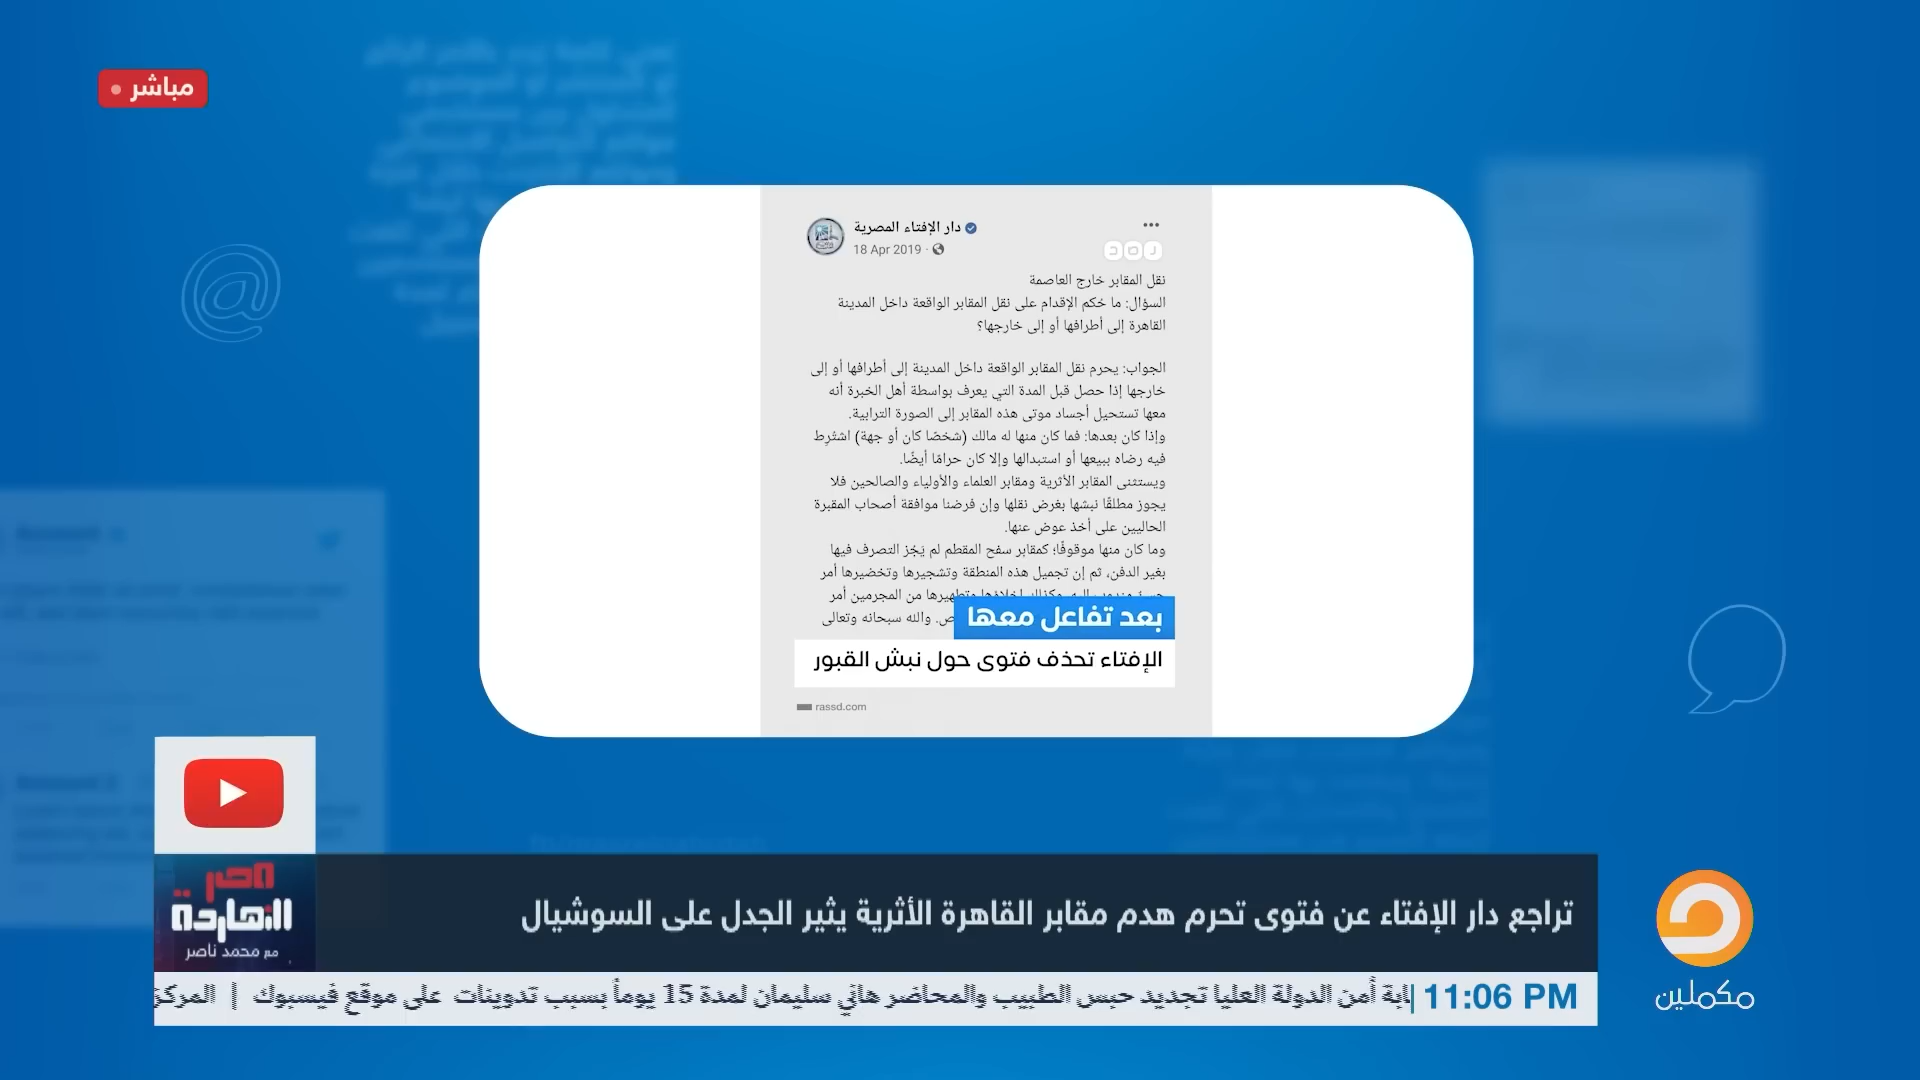 مباشر
دار الإفتاء المصرية
18 Apr 2019
رصد
نقل المقابر خارج العاصمة
السؤال: ما حُكم الإقدام على نقل المقابر الواقعة داخل المدينة
القاهرة إلى أطرافها أو إلى خارجها؟
الجواب: يحرم نقل المقابر الواقعة داخل المدينة إلى أطرافها أو إلى
خارجها إذا حصل قبل المدة التي يعرف بواسطة أهل الخبرة أنه
معها تستحيل أجساد موتى هذه المقابر إلى الصورة الترابية.
وإذا كان بعدها: فما كان منها له مالك (شخصًا كان أو جهة) اشتُرِط
فيه رضاه ببيعها أو استبدالها وإلا كان حرامًا أيضًا.
ويستثنى المقابر الأثرية ومقابر العلماء والأولياء والصالحين فلا
يجوز مطلقًا نبشها بغرض نقلها وإن فرضنا موافقة أصحاب المقبرة
الحاليين على أخذ عوض عنها.
وما كان منها موقوفًا؛ كمقابر سفح المقطم لم يَجُز التصرف فيها
بغير الدفن، ثم إن تجميل هذه المنطقة وتشجيرها وتخضيرها أمر
وتطهيرها من المجرمين أمر
والله سبحانه وتعالى
بعد تفاعل معها
الإفتاء تحذف فتوى حول نبش القبور
rassd.com
مصر
النهاردة
مع محمد ناصر
تراجع دار الإفتاء عن فتوى تحرم هدم مقابر القاهرة الأثرية يثير الجدل على السوشيال
11:06 PM
يابة أمن الدولة العليا تجديد حبس الطبيب والمحاضر هاني سليمان لمدة 15 يوماً بسبب تدوينات على موقع فيسبوك | المركز
مكملين